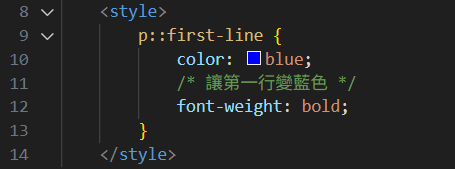 8 <style>
9 p::first-line {
10 color: blue;
11 /* 讓第一行變藍色 */
12 font-weight: bold;
13 }
14 </style>